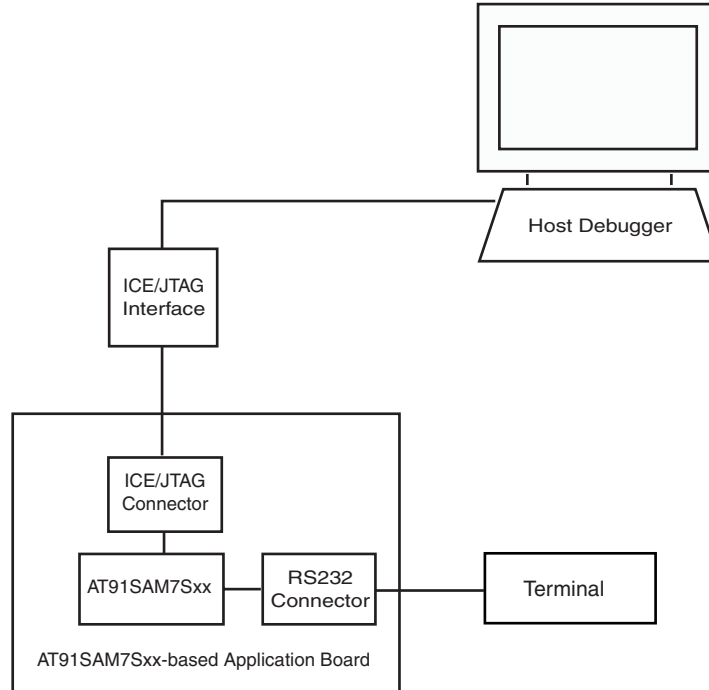 Host Debugger
ICE/JTAG
Interface
ICE/JTAG
Connector
AT91SAM7Sxx
RS232
Connector
Terminal
AT91SAM7Sxx-based Application Board